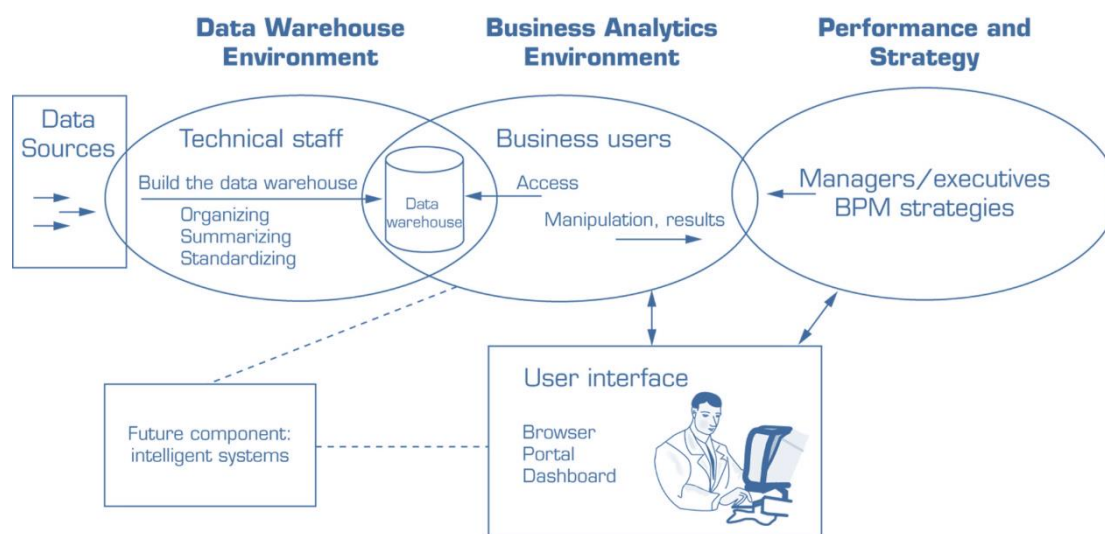 Data Warehouse
Environment
Business Analytics
Environment
Performance and
Strategy
Data
Sources
Technical staff
Build the data warehouse
Organizing
Summarizing
Standardizing
Data
warehouse
Business users
Access
Manipulation, results
Managers/executives
BPM strategies
Future component:
intelligent systems
User interface
Browser
Portal
Dashboard